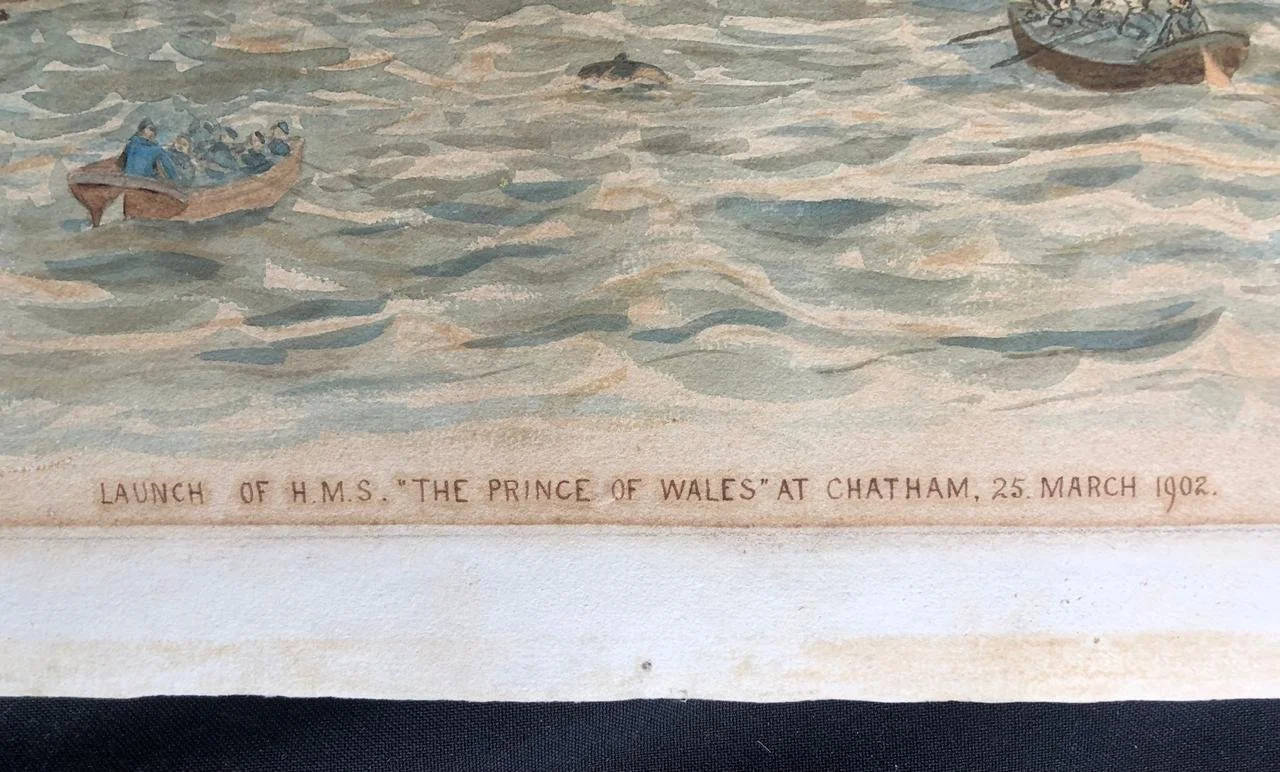 LAUNCH OF H.M.S. "THE PRINCE OF WALES" AT CHATHAM, 25. MARCH 1902.